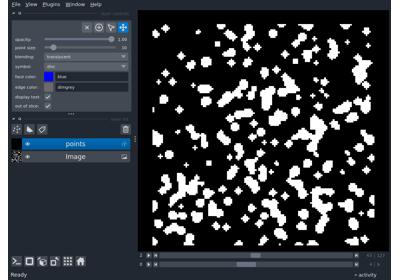 File View Plugins Window Help
opacity: 1.00
point size: 10
blending: translucent
symbol: disc
face color: blue
edge color: dimgrey
display text:
out of slice:
points
Image
Ready
activity